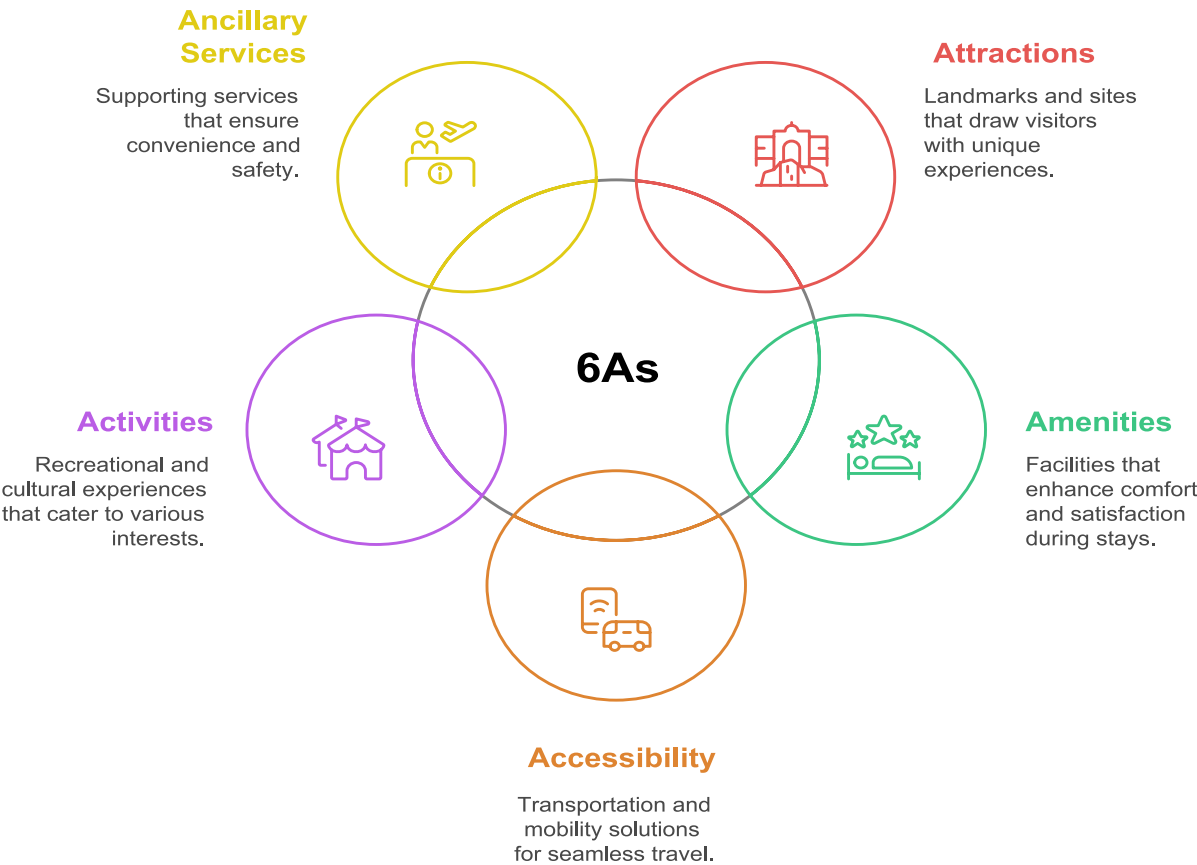 Ancillary
Services
Supporting services
that ensure
convenience and
safety.
Attractions
Landmarks and sites
that draw visitors
with unique
experiences.
6As
Activities
Recreational and
cultural experiences
that cater to various
interests.
Amenities
Facilities that
enhance comfort
and satisfaction
during stays.
Accessibility
Transportation and
mobility solutions
for seamless travel.